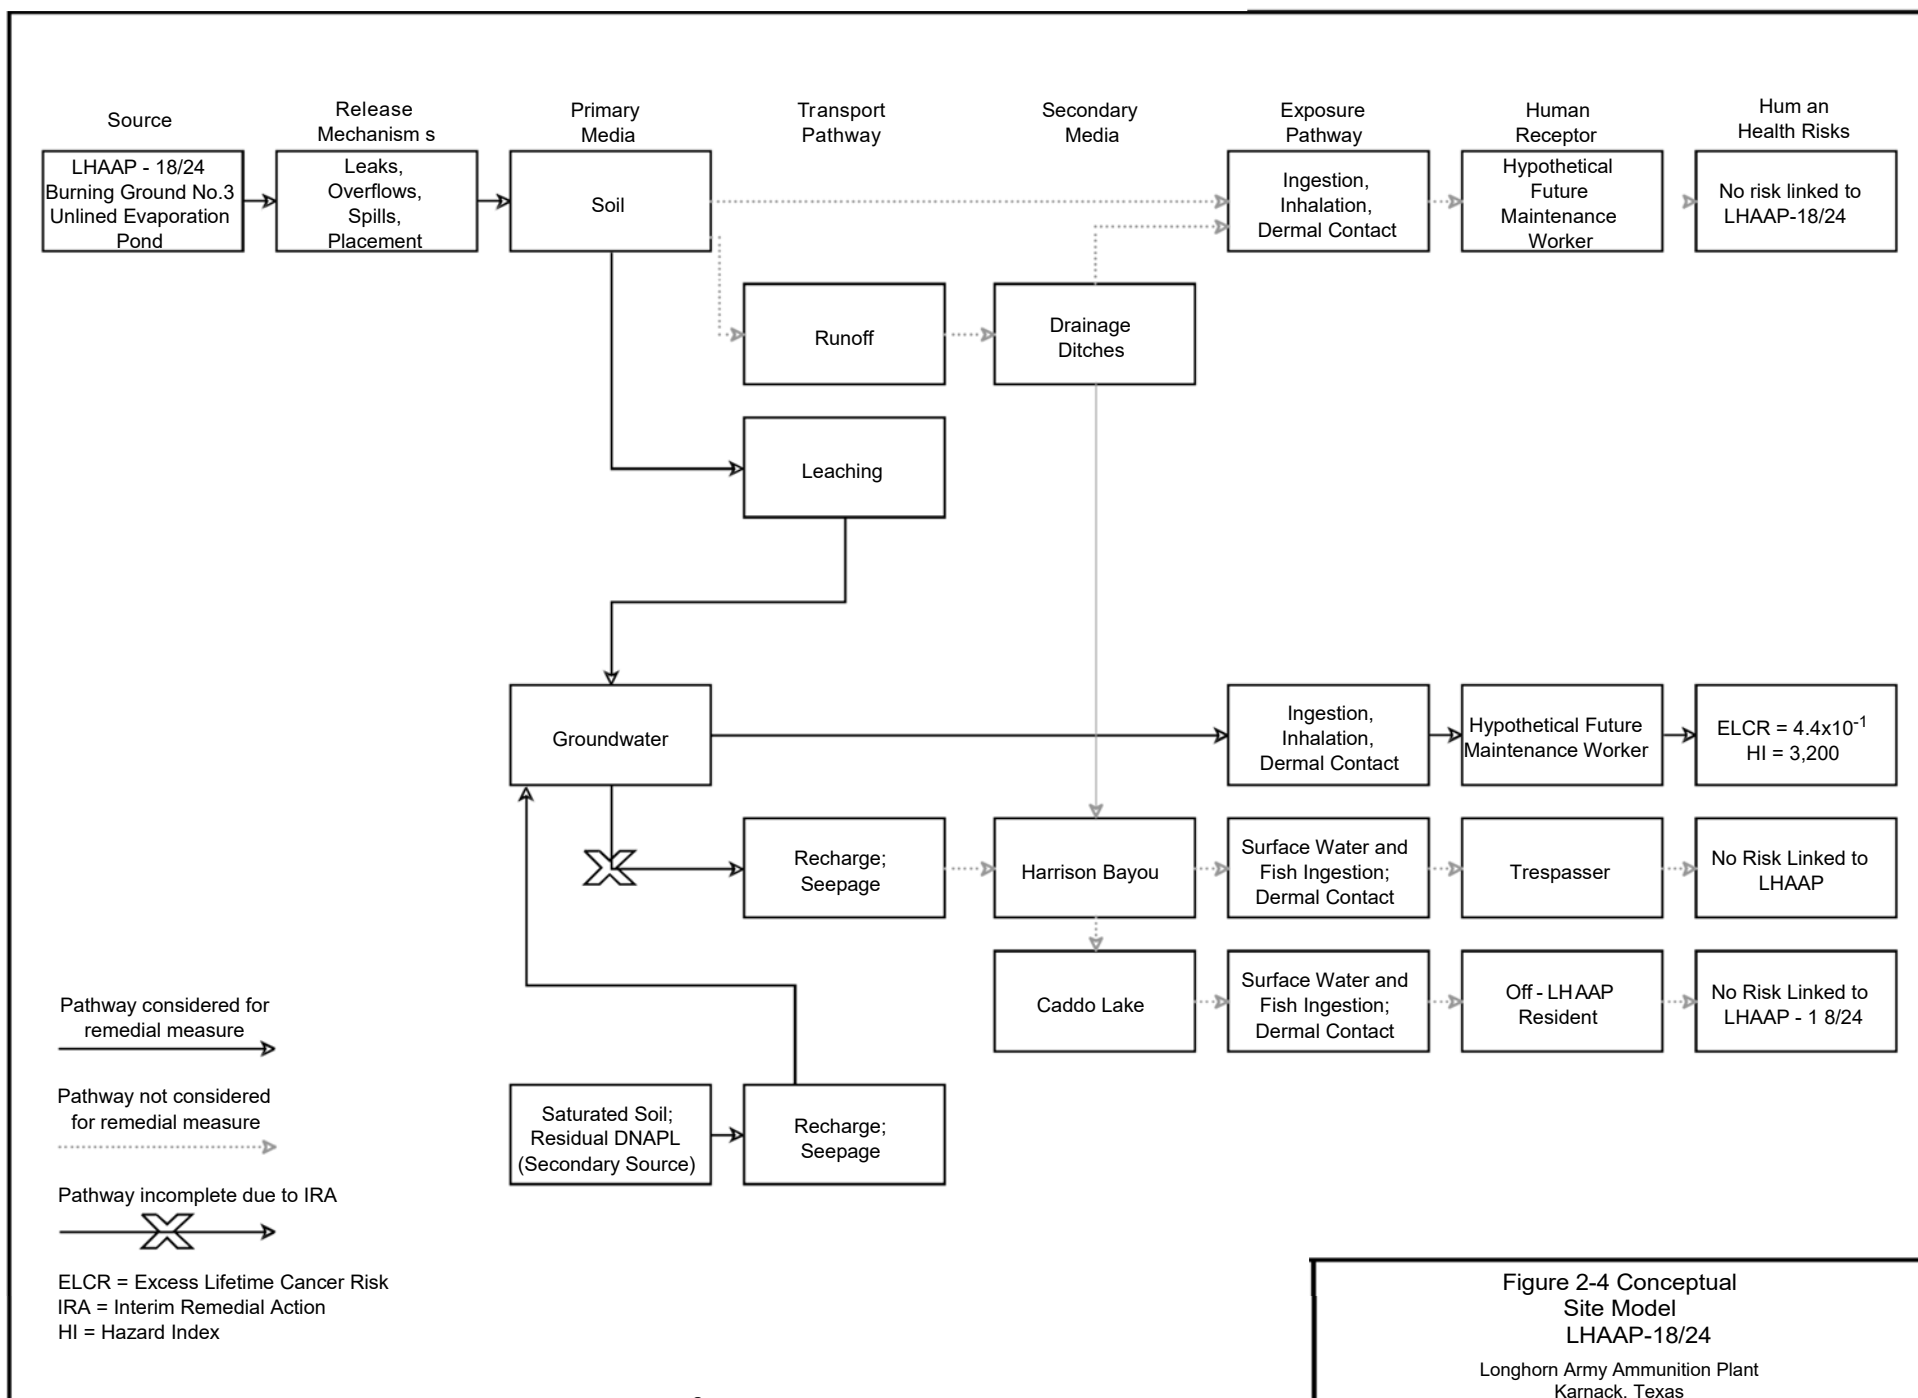 Source
Release
Mechanism s
Primary
Media
Transport
Pathway
Secondary
Media
Exposure
Pathway
Human
Receptor
Hum an
Health Risks
LHAAP - 18/24
Burning Ground No.3
Unlined Evaporation
Pond
Leaks,
Overflows,
Spills,
Placement
Soil
Ingestion,
Inhalation,
Dermal Contact
Hypothetical
Future
Maintenance
Worker
No risk linked to
LHAAP-18/24
Runoff
Drainage
Ditches
Leaching
Groundwater
Ingestion,
Inhalation,
Dermal Contact
Hypothetical Future
Maintenance Worker
ELCR = 4.4x10⁻¹
HI = 3,200
Recharge;
Seepage
Harrison Bayou
Surface Water and
Fish Ingestion;
Dermal Contact
Trespasser
No Risk Linked to
LHAAP
Caddo Lake
Surface Water and
Fish Ingestion;
Dermal Contact
Off - LH AAP
Resident
No Risk Linked to
LHAAP - 1 8/24
Saturated Soil;
Residual DNAPL
(Secondary Source)
Recharge;
Seepage
Pathway considered for
remedial measure
Pathway not considered
for remedial measure
Pathway incomplete due to IRA
ELCR = Excess Lifetime Cancer Risk
IRA = Interim Remedial Action
HI = Hazard Index
Figure 2-4 Conceptual
Site Model
LHAAP-18/24
Longhorn Army Ammunition Plant
Karnack, Texas